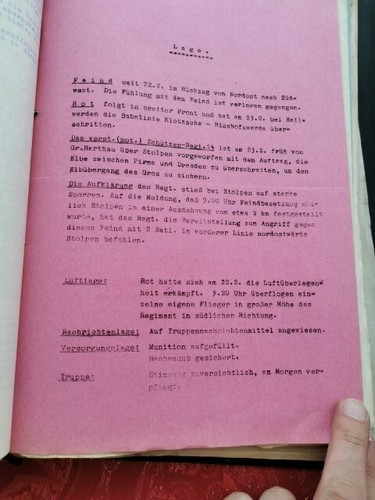 Lage.
Feind seit 22.2. im Rückzug von Nordost nach Süd-
west. Die Fühlung mit dem Feind ist verloren gegangen.
Rot folgt in breiter Front und hat am 23.2. bei Hell-
werden die Bahnlinie Klotzsche - Bischofswerda über-
schritten.
Das verst.(mot.) Schützen-Regt.14 ist am 23.2. früh von
Gr.Harthau über Stolpen vorgeworfen mit dem Auftrag, die
Elbe zwischen Pirna und Dresden zu überschreiten, um den
Elbübergang des Gros zu sichern.
Die Aufklärung des Regt. stieß bei Stolpen auf starke
Sperren. Auf die Meldung, daß 9.00 Uhr Feindbesetzung süd-
lich Stolpen in einer Ausdehnung von etwa 2 km festgestellt
wurde, hat das Regt. die Bereitstellung zum Angriff gegen
diesen Feind mit 2 Batl. in vorderer Linie nordostwärts
Stolpen befohlen.
Luftlage: Rot hatte sich am 22.2. die Luftüberlegen-
heit erkämpft. 9.20 Uhr überflogen ein-
zelne eigene Flieger in großer Höhe das
Regiment in südlicher Richtung.
Nachrichtenlage: Auf Truppennachrichtenmittel angewiesen.
Versorgungslage: Munition aufgefüllt.
Nachschub gesichert.
Truppe: Stimmung zuversichtlich, am Morgen ver-
pflegt.